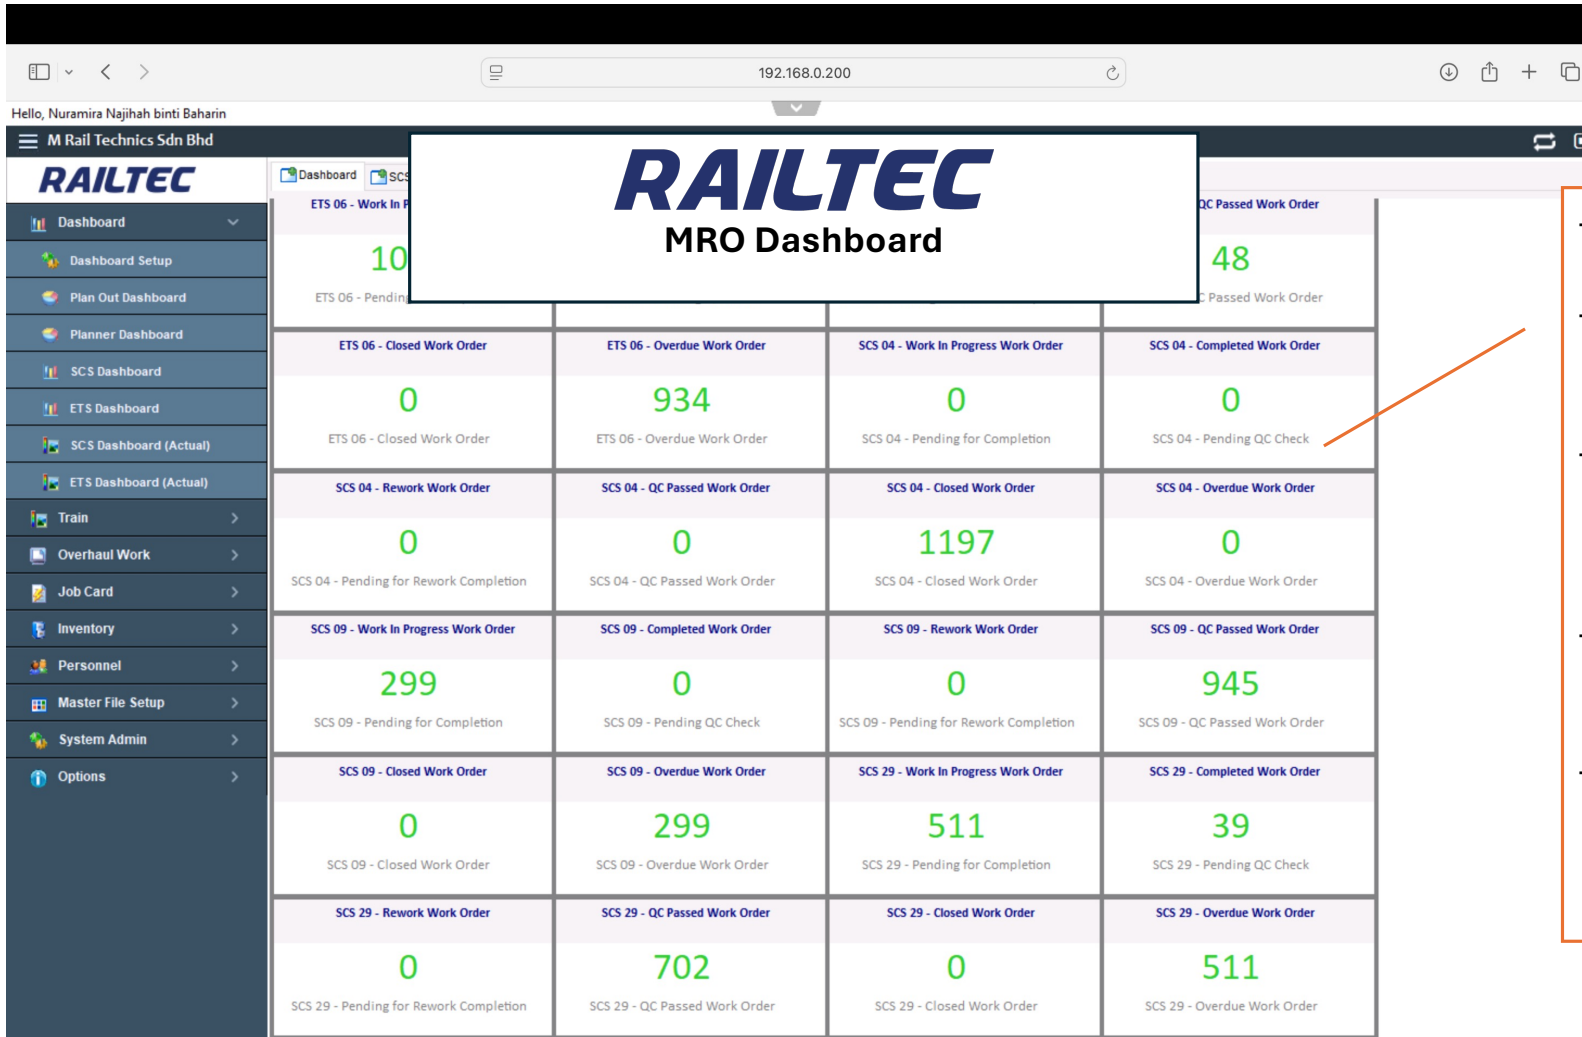 192.168.0.200
Hello, Nuramira Najihah binti Baharin
M Rail Technics Sdn Bhd
RAILTEC
Dashboard
Dashboard Setup
Plan Out Dashboard
Planner Dashboard
SCS Dashboard
ETS Dashboard
SCS Dashboard (Actual)
ETS Dashboard (Actual)
Train
Overhaul Work
Job Card
Inventory
Personnel
Master File Setup
System Admin
Options
Dashboard SCS
RAILTEC
MRO Dashboard
ETS 06 - Work In
QC Passed Work Order
10
48
ETS 06 - Pending
Passed Work Order
ETS 06 - Closed Work Order
ETS 06 - Overdue Work Order
SCS 04 - Work In Progress Work Order
SCS 04 - Completed Work Order
0
934
0
0
ETS 06 - Closed Work Order
ETS 06 - Overdue Work Order
SCS 04 - Pending for Completion
SCS 04 - Pending QC Check
SCS 04 - Rework Work Order
SCS 04 - QC Passed Work Order
SCS 04 - Closed Work Order
SCS 04 - Overdue Work Order
0
0
1197
0
SCS 04 - Pending for Rework Completion
SCS 04 - QC Passed Work Order
SCS 04 - Closed Work Order
SCS 04 - Overdue Work Order
SCS 09 - Work In Progress Work Order
SCS 09 - Completed Work Order
SCS 09 - Rework Work Order
SCS 09 - QC Passed Work Order
299
0
0
945
SCS 09 - Pending for Completion
SCS 09 - Pending QC Check
SCS 09 - Pending for Rework Completion
SCS 09 - QC Passed Work Order
SCS 09 - Closed Work Order
SCS 09 - Overdue Work Order
SCS 29 - Work In Progress Work Order
SCS 29 - Completed Work Order
0
299
511
39
SCS 09 - Closed Work Order
SCS 09 - Overdue Work Order
SCS 29 - Pending for Completion
SCS 29 - Pending QC Check
SCS 29 - Rework Work Order
SCS 29 - QC Passed Work Order
SCS 29 - Closed Work Order
SCS 29 - Overdue Work Order
0
702
0
511
SCS 29 - Pending for Rework Completion
SCS 29 - QC Passed Work Order
SCS 29 - Closed Work Order
SCS 29 - Overdue Work Order